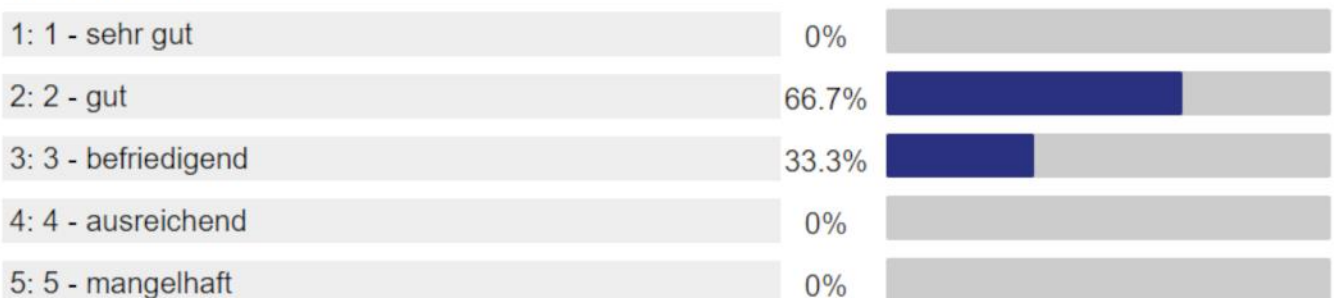 1: 1 - sehr gut 0%
2: 2 - gut 66.7%
3: 3 - befriedigend 33.3%
4: 4 - ausreichend 0%
5: 5 - mangelhaft 0%